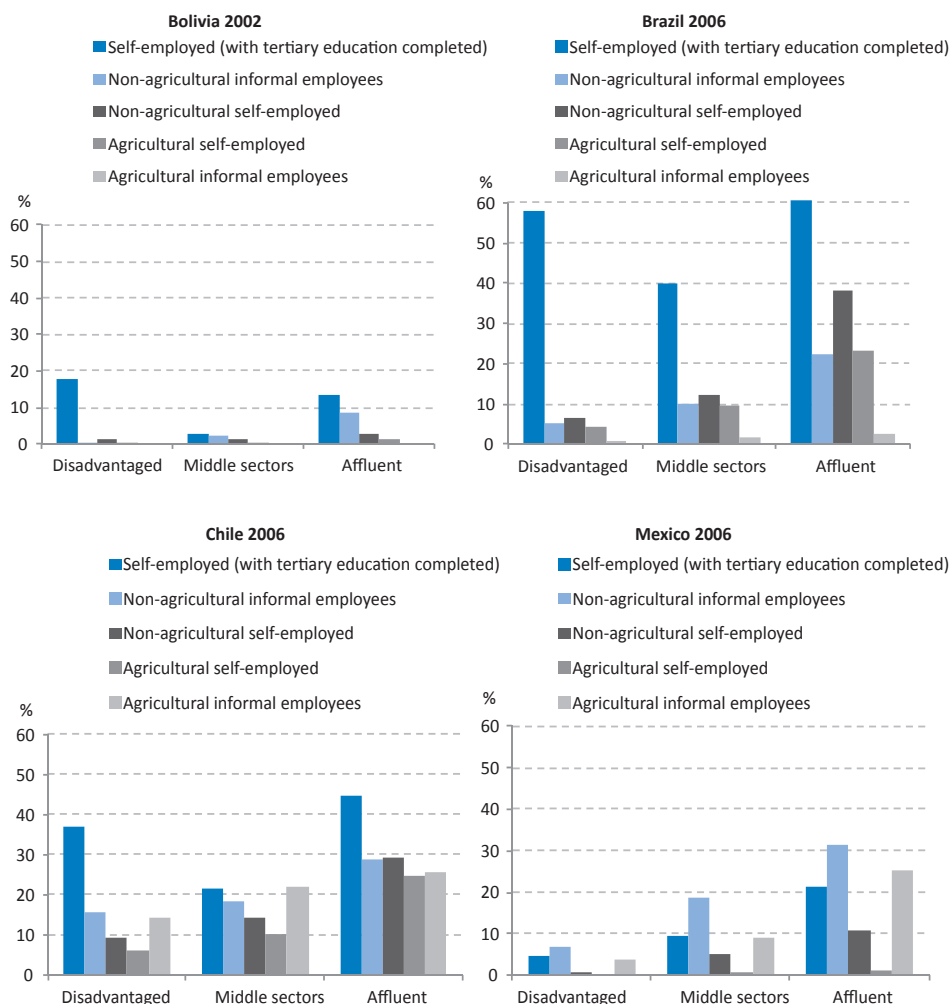 Bolivia 2002
Self-employed (with tertiary education completed)
Non-agricultural informal employees
Non-agricultural self-employed
Agricultural self-employed
Agricultural informal employees
%
60
50
40
30
20
10
0
Disadvantaged Middle sectors Affluent
Brazil 2006
Self-employed (with tertiary education completed)
Non-agricultural informal employees
Non-agricultural self-employed
Agricultural self-employed
Agricultural informal employees
%
60
50
40
30
20
10
0
Disadvantaged Middle sectors Affluent
Chile 2006
Self-employed (with tertiary education completed)
Non-agricultural informal employees
Non-agricultural self-employed
Agricultural self-employed
Agricultural informal employees
%
60
50
40
30
20
10
0
Disadvantaged Middle sectors Affluent
Mexico 2006
Self-employed (with tertiary education completed)
Non-agricultural informal employees
Non-agricultural self-employed
Agricultural self-employed
Agricultural informal employees
%
60
50
40
30
20
10
0
Disadvantaged Middle sectors Affluent